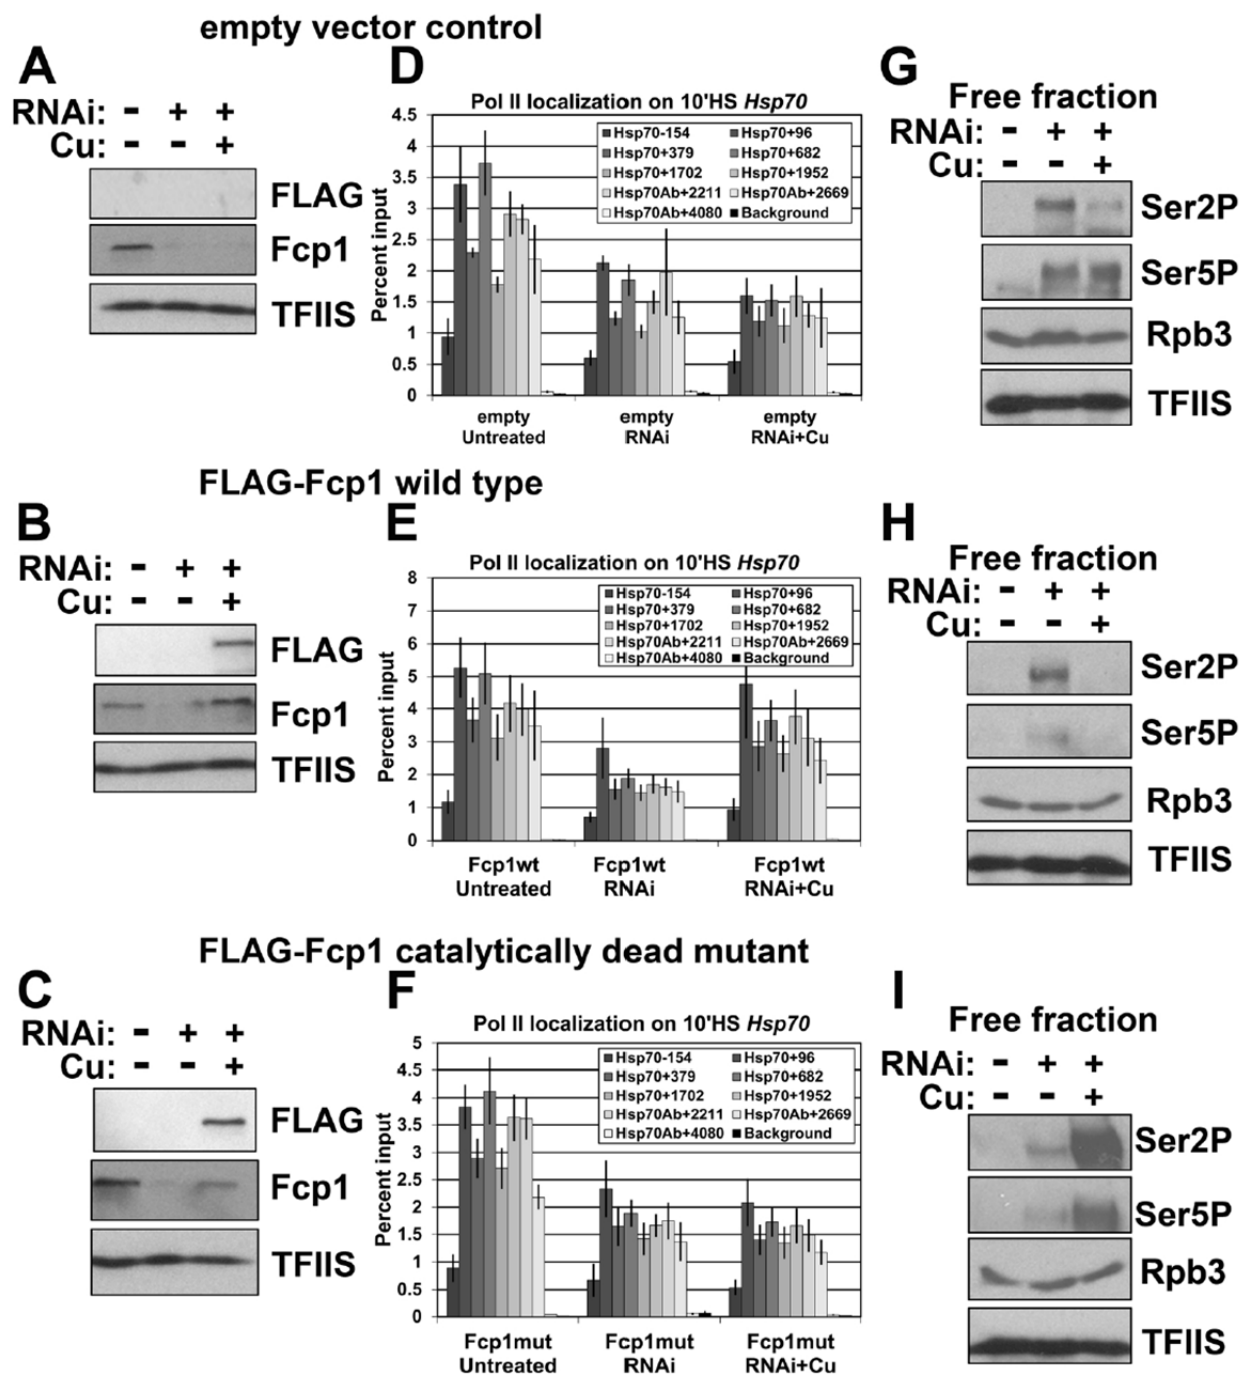 empty vector control
A
RNAi: - + +
Cu: - - +
FLAG
Fcp1
TFIIS
D
Pol II localization on 10'HS Hsp70
Percent input
4.5
4
3.5
3
2.5
2
1.5
1
0.5
0
Hsp70-154 Hsp70+96
Hsp70+379 Hsp70+682
Hsp70+1702 Hsp70+1952
Hsp70Ab+2211 Hsp70Ab+2669
Hsp70Ab+4080 Background
empty empty empty
Untreated RNAi RNAi+Cu
G
Free fraction
RNAi: - + +
Cu: - - +
Ser2P
Ser5P
Rpb3
TFIIS
FLAG-Fcp1 wild type
B
RNAi: - + +
Cu: - - +
FLAG
Fcp1
TFIIS
E
Pol II localization on 10'HS Hsp70
Percent input
8
7
6
5
4
3
2
1
0
Hsp70-154 Hsp70+96
Hsp70+379 Hsp70+682
Hsp70+1702 Hsp70+1952
Hsp70Ab+2211 Hsp70Ab+2669
Hsp70Ab+4080 Background
Fcp1wt Fcp1wt Fcp1wt
Untreated RNAi RNAi+Cu
H
Free fraction
RNAi: - + +
Cu: - - +
Ser2P
Ser5P
Rpb3
TFIIS
FLAG-Fcp1 catalytically dead mutant
C
RNAi: - + +
Cu: - - +
FLAG
Fcp1
TFIIS
F
Pol II localization on 10'HS Hsp70
Percent input
5
4.5
4
3.5
3
2.5
2
1.5
1
0.5
0
Hsp70-154 Hsp70+96
Hsp70+379 Hsp70+682
Hsp70+1702 Hsp70+1952
Hsp70Ab+2211 Hsp70Ab+2669
Hsp70Ab+4080 Background
Fcp1mut Fcp1mut Fcp1mut
Untreated RNAi RNAi+Cu
I
Free fraction
RNAi: - + +
Cu: - - +
Ser2P
Ser5P
Rpb3
TFIIS